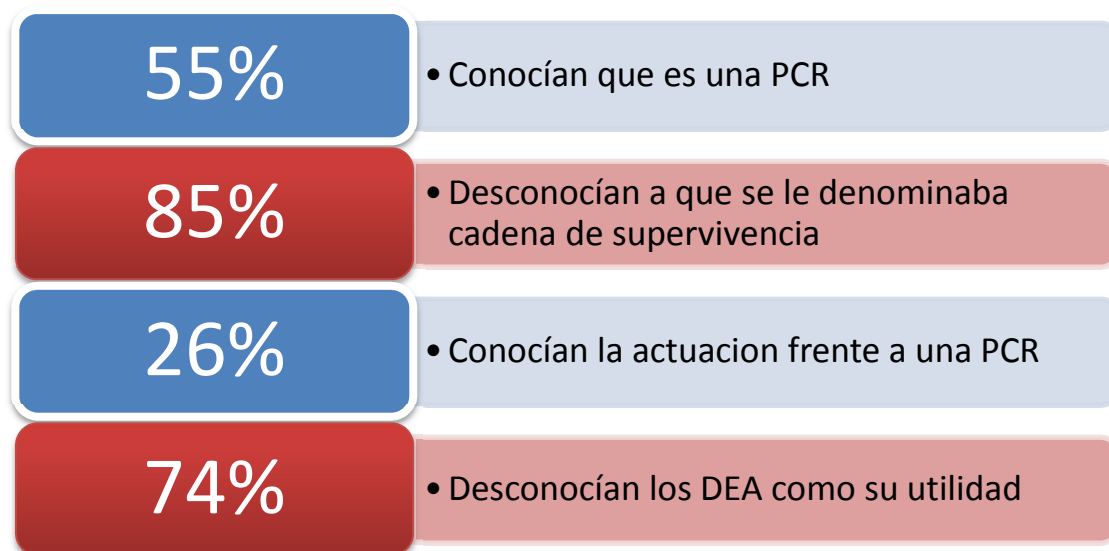 55%
• Conocían que es una PCR
85%
• Desconocían a que se le denominaba
cadena de supervivencia
26%
• Conocían la actuacion frente a una PCR
74%
• Desconocían los DEA como su utilidad